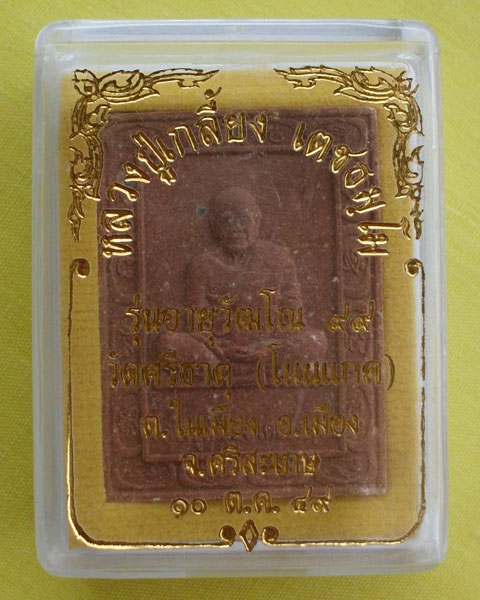 หลวงปู่เกลี้ยง เตชธมฺโม
รุ่นอายุวัฒโณ ๙๙
วัดศรีธาตุ (โนนแกด)
ต.ในเมือง อ.เมือง
จ.ศรีสะเกษ
๑๐ ต.ค. ๔๙